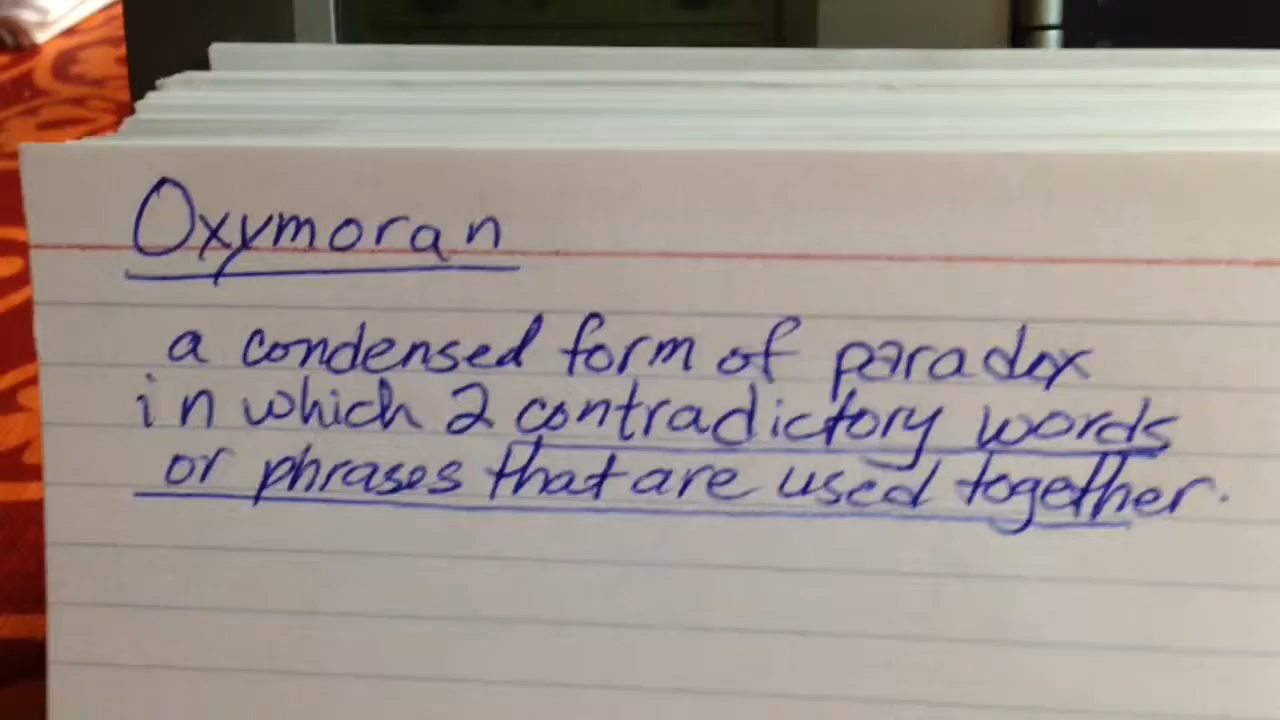 Oxymoran
a condensed form of paradox
in which 2 contradictory words
or phrases that are used together.